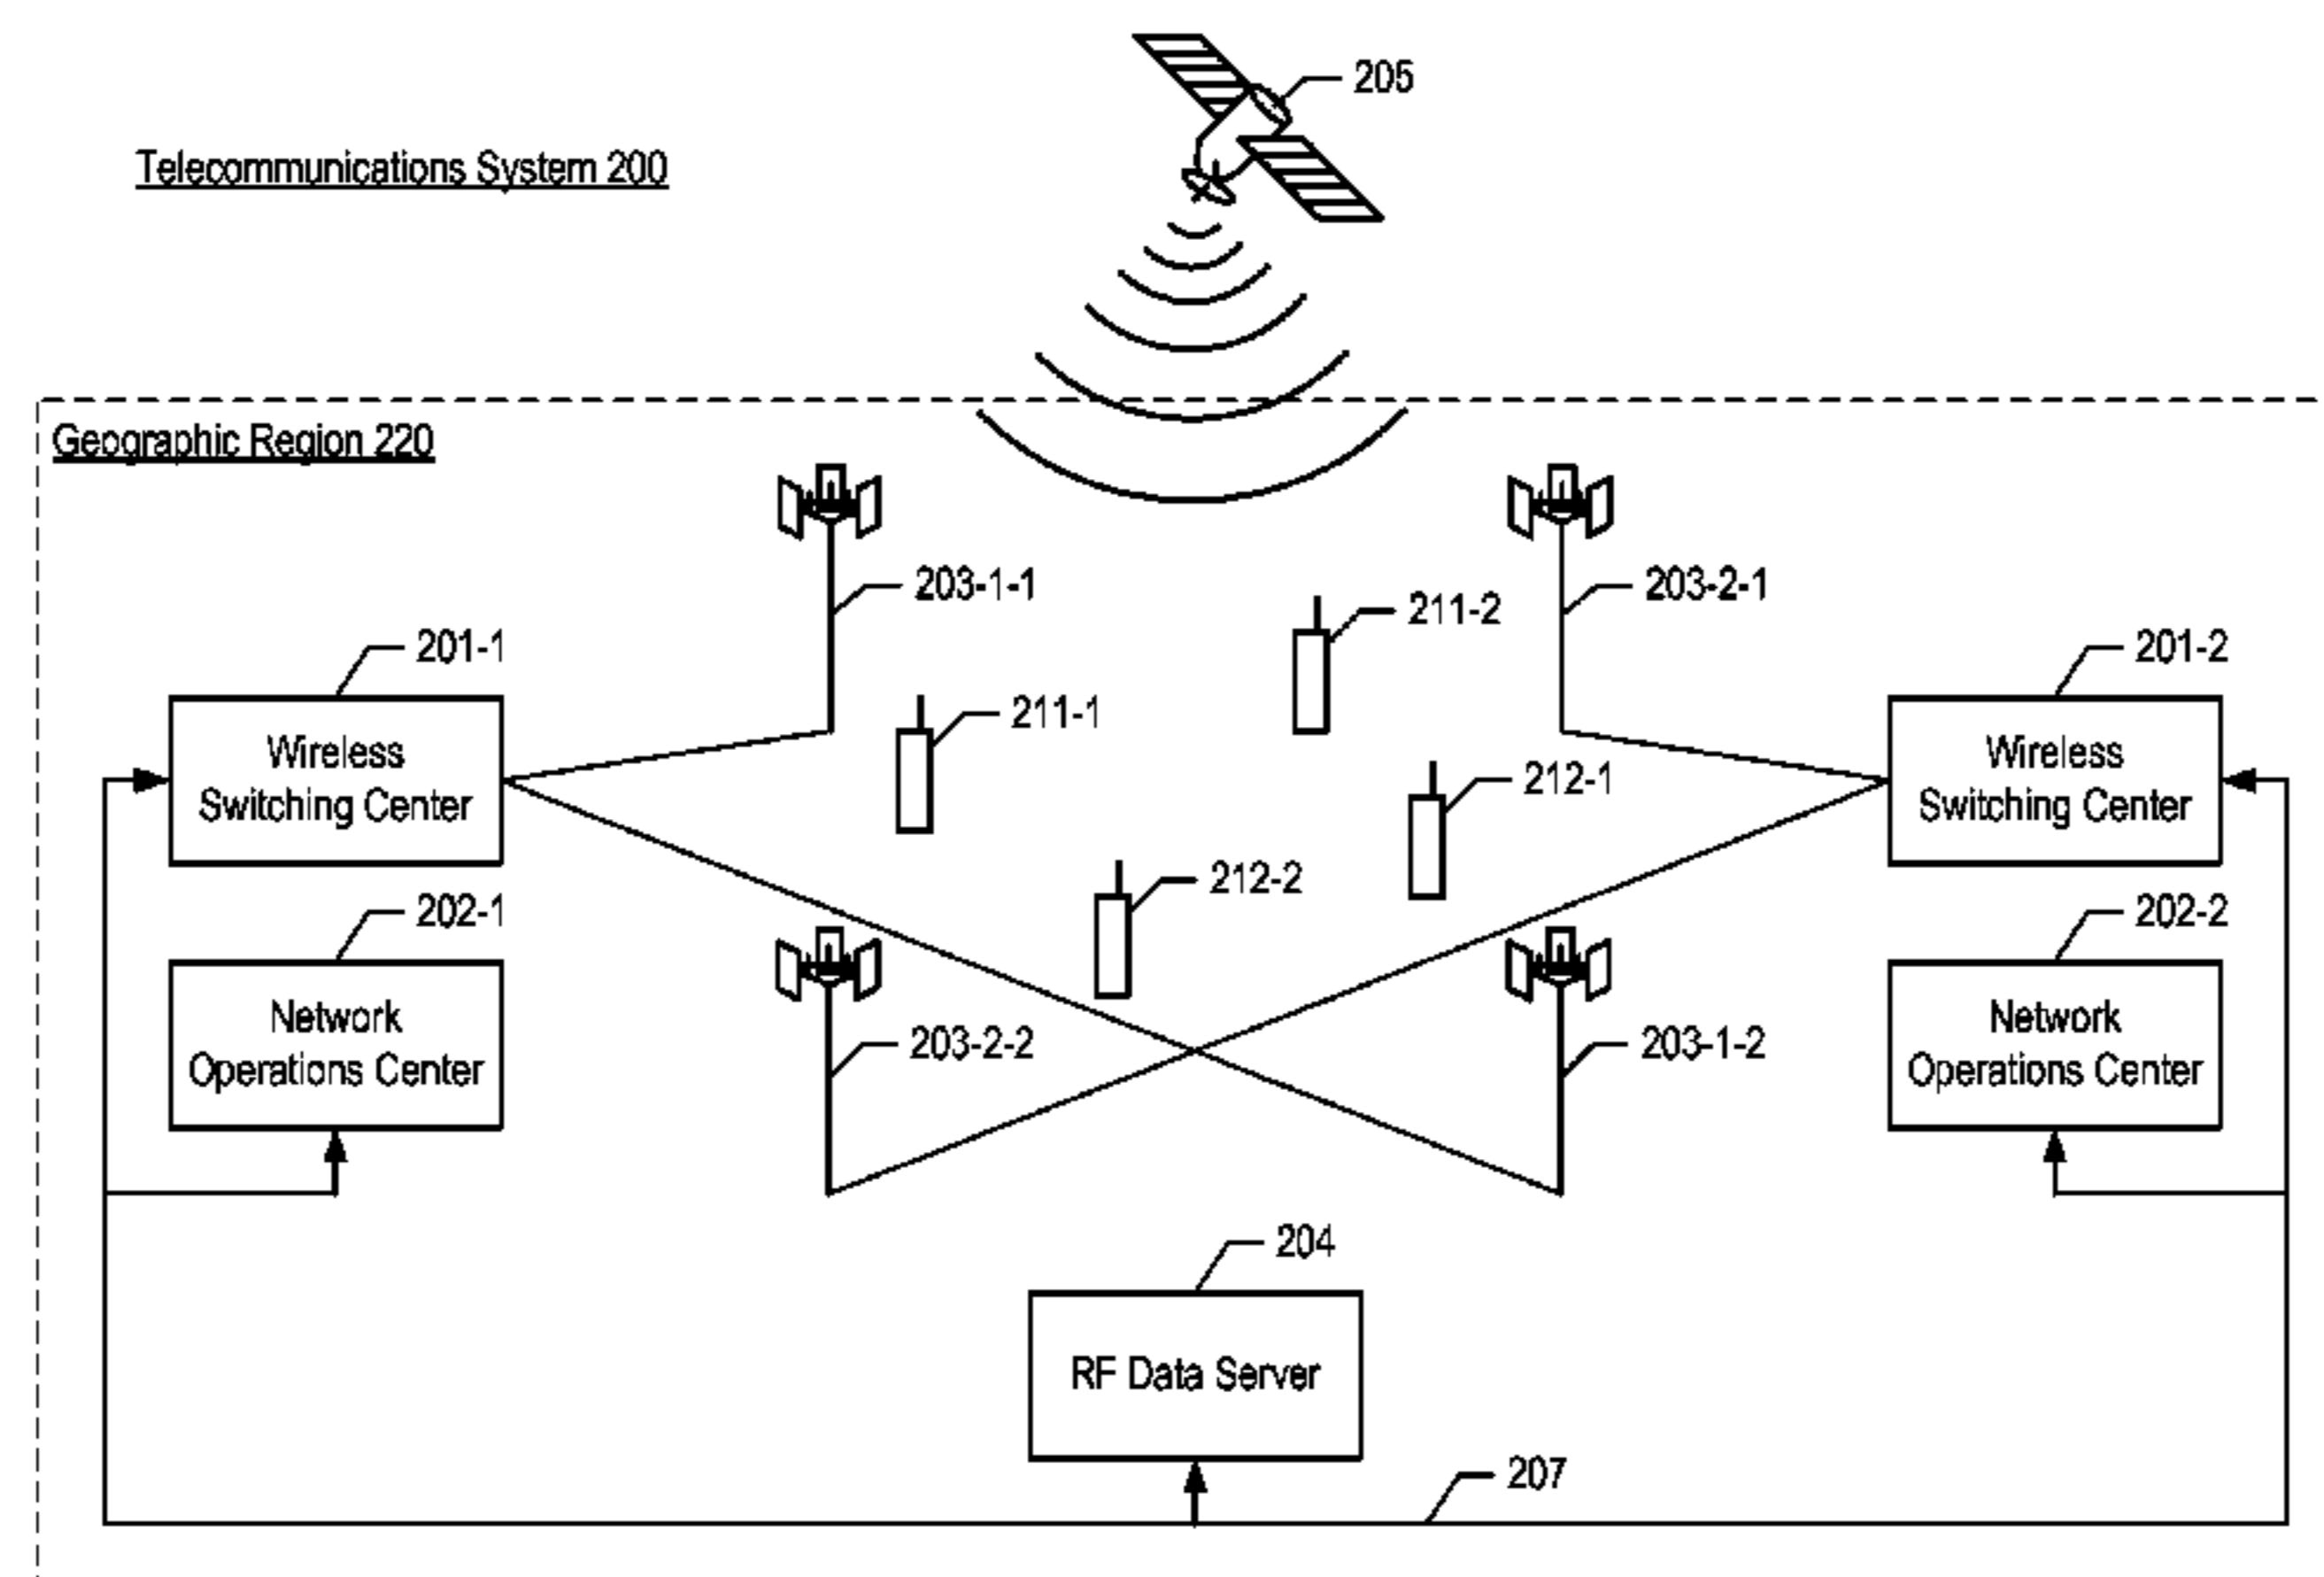 205
Telecommunications System 200
Geographic Region 220
203-1-1
203-2-1
211-2
201-1
201-2
211-1
Wireless
Switching Center
212-1
Wireless
Switching Center
212-2
202-1
202-2
Network
Operations Center
203-2-2
203-1-2
Network
Operations Center
204
RF Data Server
207